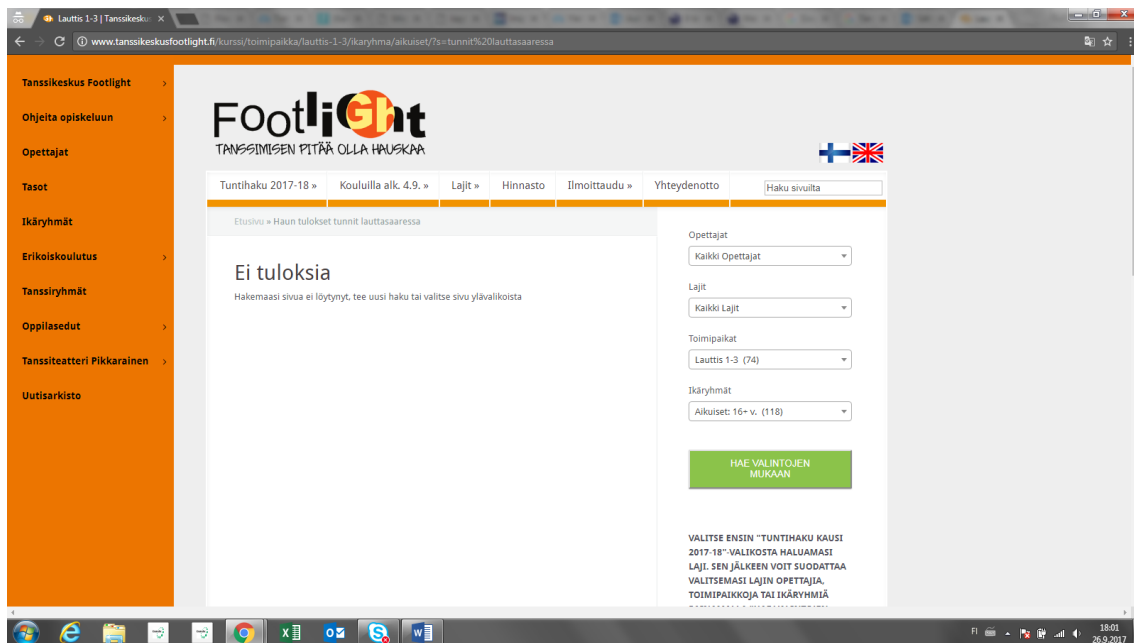 Lauttis 1-3 | Tanssikesku
www.tanssikeskusfootlight.fi/kurssi/toimipaikka/lauttis-1-3/ikaryhma/aikuiset/?s=tunnit%20lauttasaaressa
Tanssikeskus Footlight
Ohjeita opiskeluun
Opettajat
Tasot
Ikäryhmät
Erikoiskoulutus
Tanssiryhmät
Oppilasedut
Tanssiteatteri Pikkarainen
Uutisarkisto
FootliGht
TANSSIMISEN PITÄÄ OLLA HAUSKAA
Tuntihaku 2017-18 » Kouluilla alk. 4.9. » Lajit » Hinnasto Ilmoittaudu » Yhteydenotto Haku sivuilta
Etusivu » Haun tulokset tunnit lauttasaaressa
Ei tuloksia
Hakemaasi sivua ei löytynyt, tee uusi haku tai valitse sivu ylävalikoista
Opettajat
Kaikki Opettajat
Lajit
Kaikki Lajit
Toimipaikat
Lauttis 1-3 (74)
Ikäryhmät
Aikuiset: 16+ v. (118)
HAE VALINTOJEN
MUKAAN
VALITSE ENSIN "TUNTIHAKU KAUSI
2017-18"-VALIKOSTA HALUAMASI
LAJI. SEN JÄLKEEN VOIT SUODATTAA
VALITSEMASI LAJIN OPETTAJIA,
TOIMIPAIKKOJA TAI IKÄRYHMIÄ
FI
18:01
26.9.2017